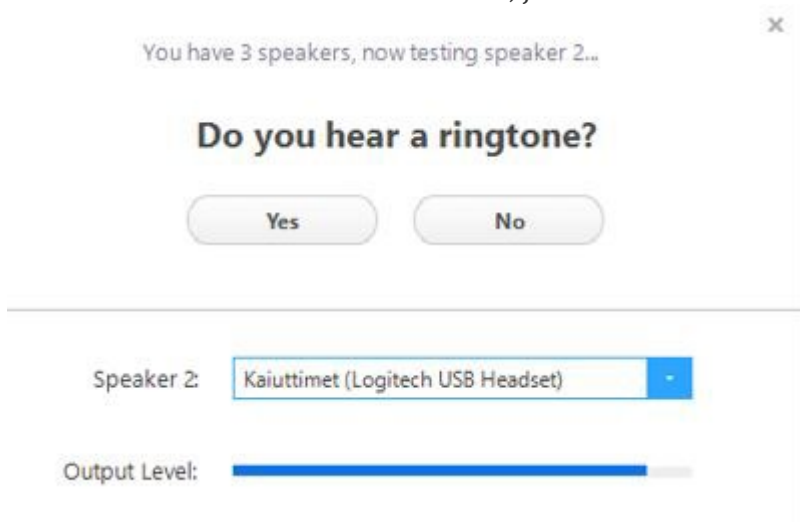 You have 3 speakers, now testing speaker 2...
Do you hear a ringtone?
Yes No
Speaker 2: Kaiuttimet (Logitech USB Headset)
Output Level: